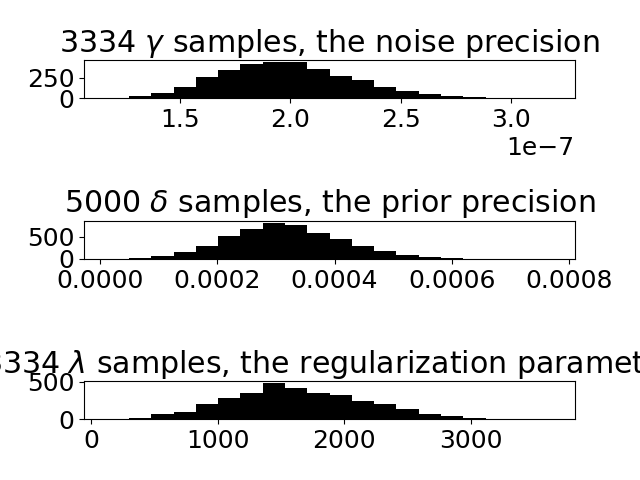 3334 γ samples, the noise precision
250
0
1.5 2.0 2.5 3.0
1e−7
5000 δ samples, the prior precision
500
0
0.0000 0.0002 0.0004 0.0006 0.0008
3334 λ samples, the regularization paramet
500
0
0 1000 2000 3000